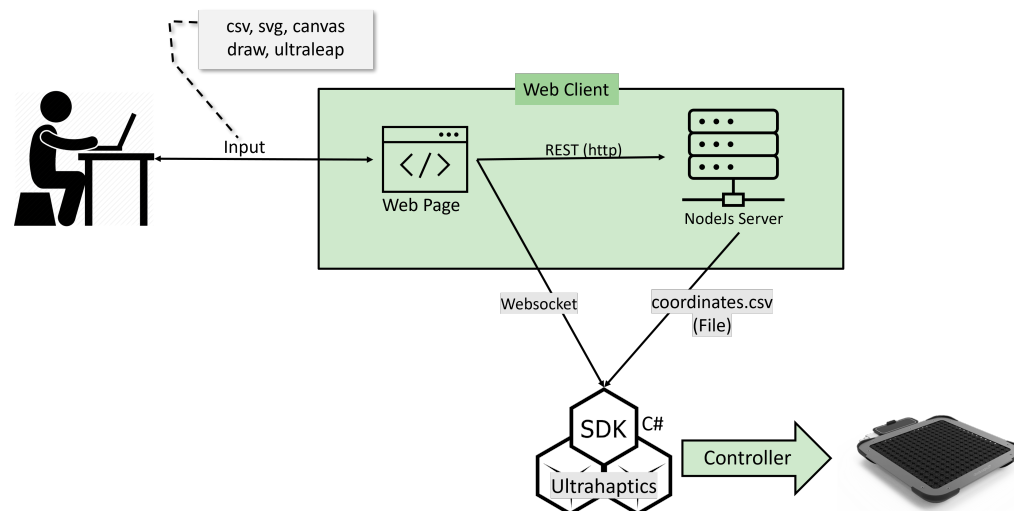 csv, svg, canvas
draw, ultraleap
Web Client
Input
</>
REST (http)
Web Page
NodeJs Server
Websocket
coordinates.csv
(File)
SDK
C#
Controller
Ultrahaptics